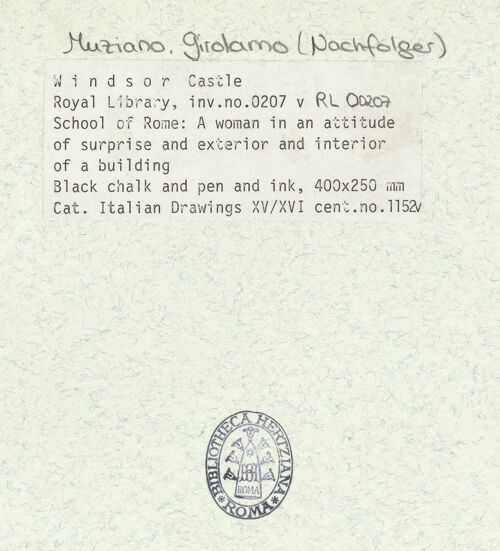 Muziano, Girolamo (Nachfolger)
Windsor Castle
Royal Library, inv.no.0207 v RL 00207
School of Rome: A woman in an attitude
of surprise and exterior and interior
of a building
Black chalk and pen and ink, 400x250 mm
Cat. Italian Drawings XV/XVI cent.no.1152v
BIBLIOTHECA HERTZIANA
BH
ROMA
ROMA